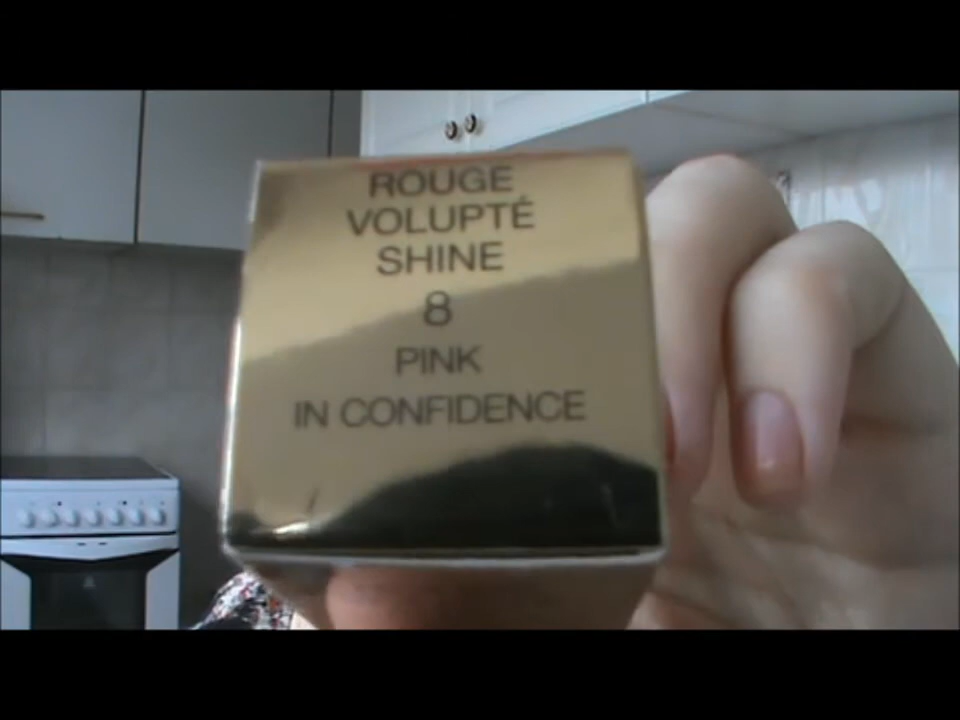 ROUGE
VOLUPTÉ
SHINE
8
PINK
IN CONFIDENCE